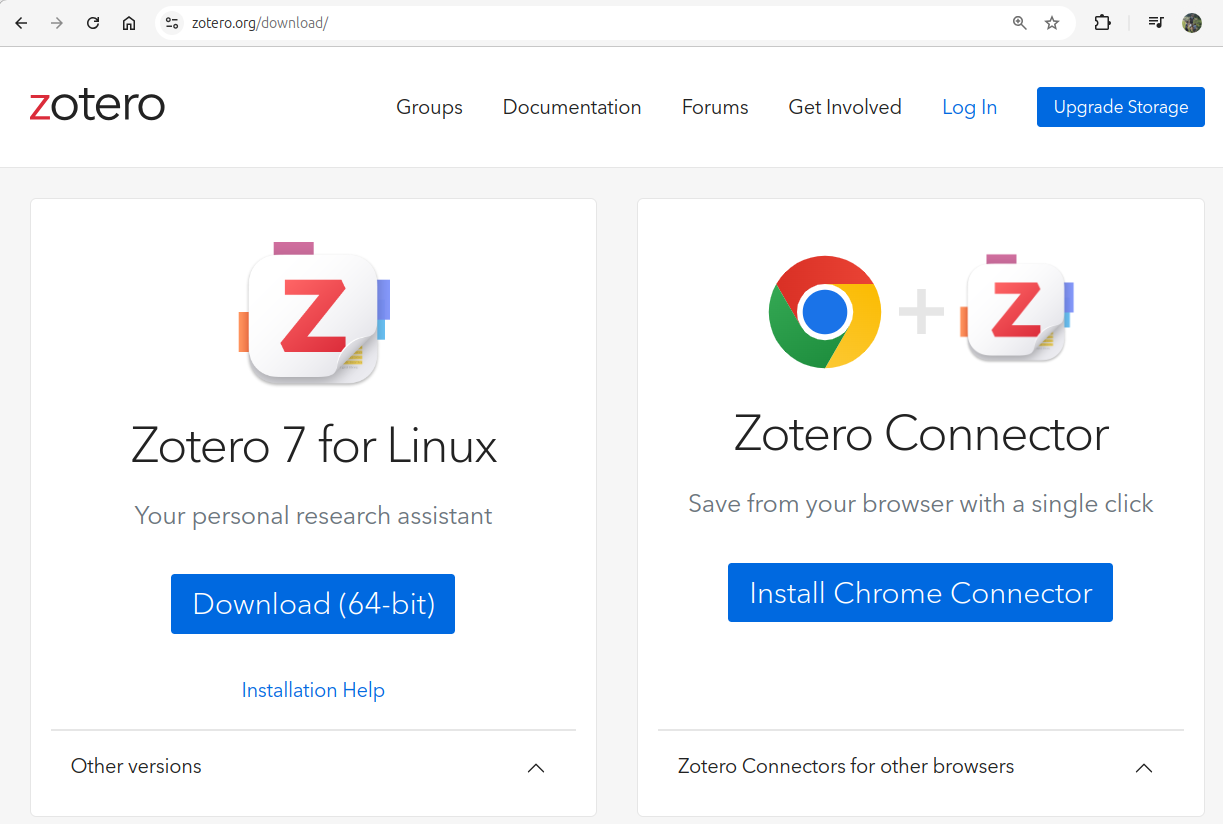 zotero.org/download/
zotero
Groups
Documentation
Forums
Get Involved
Log In
Upgrade Storage
Z
Zotero 7 for Linux
Your personal research assistant
Download (64-bit)
Installation Help
Other versions
Z
Zotero Connector
Save from your browser with a single click
Install Chrome Connector
Zotero Connectors for other browsers